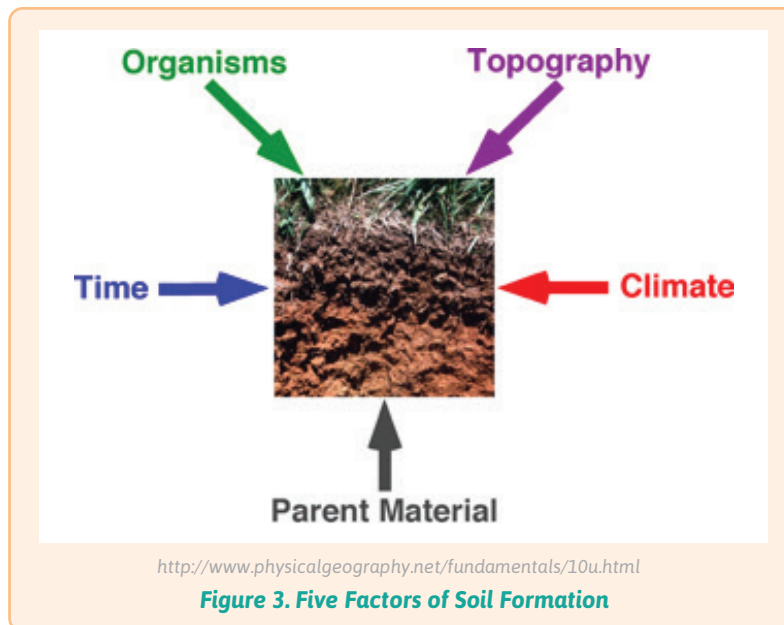 Organisms
Topography
Time
Climate
Parent Material
http://www.physicalgeography.net/fundamentals/10u.html
Figure 3. Five Factors of Soil Formation